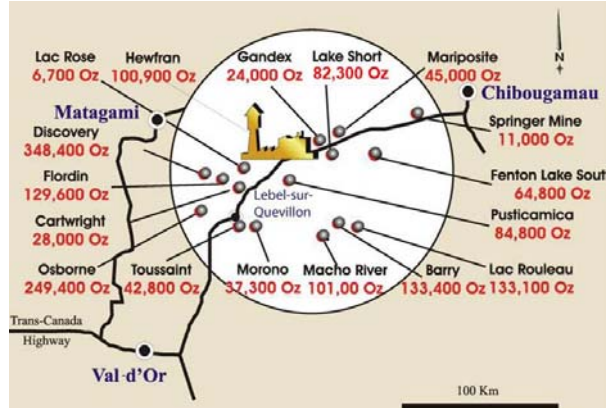 Lac Rose
6,700 Oz
Hewfran
100,900 Oz
Gandex
24,000 Oz
Lake Short
82,300 Oz
Mariposite
45,000 Oz
N
Chibougamau
Matagami
Springer Mine
11,000 Oz
Discovery
348,400 Oz
Flordin
129,600 Oz
Fenton Lake Sout
64,800 Oz
Lebel-sur-
Quevillon
Cartwright
28,000 Oz
Pusticamica
84,800 Oz
Osborne
249,400 Oz
Toussaint
42,800 Oz
Morono
37,300 Oz
Macho River
101,00 Oz
Barry
133,400 Oz
Lac Rouleau
133,100 Oz
Trans-Canada
Highway
Val-d'Or
100 Km